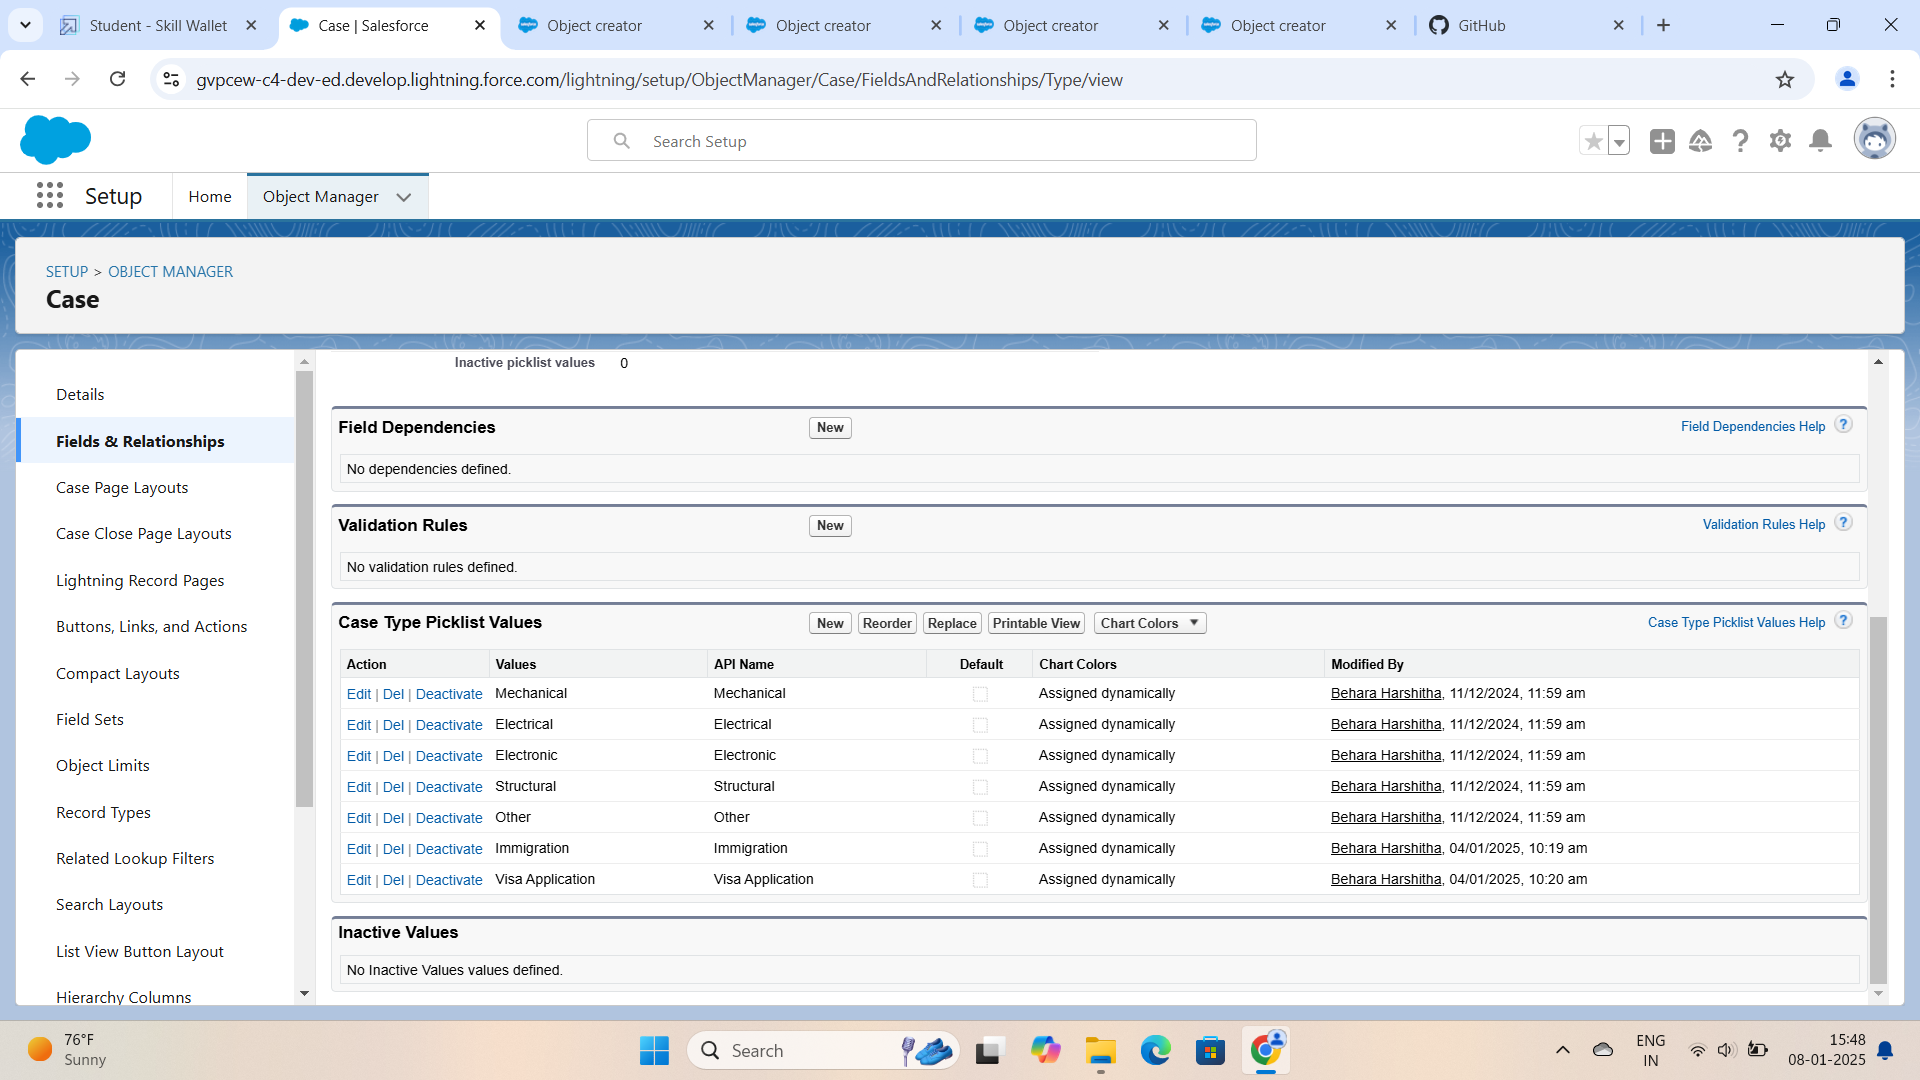 Student - Skill Wallet
Case | Salesforce
Object creator
Object creator
Object creator
Object creator
GitHub
gvpcew-c4-dev-ed.develop.lightning.force.com/lightning/setup/ObjectManager/Case/FieldsAndRelationships/Type/view
Search Setup
Setup
Home
Object Manager
SETUP > OBJECT MANAGER
Case
Details
Fields & Relationships
Case Page Layouts
Case Close Page Layouts
Lightning Record Pages
Buttons, Links, and Actions
Compact Layouts
Field Sets
Object Limits
Record Types
Related Lookup Filters
Search Layouts
List View Button Layout
Hierarchy Columns
Inactive picklist values 0
Field Dependencies New Field Dependencies Help ?
No dependencies defined.
Validation Rules New Validation Rules Help ?
No validation rules defined.
Case Type Picklist Values New Reorder Replace Printable View Chart Colors Case Type Picklist Values Help ?
Action Values API Name Default Chart Colors Modified By
Edit | Del | Deactivate Mechanical Mechanical Assigned dynamically Behara Harshitha, 11/12/2024, 11:59 am
Edit | Del | Deactivate Electrical Electrical Assigned dynamically Behara Harshitha, 11/12/2024, 11:59 am
Edit | Del | Deactivate Electronic Electronic Assigned dynamically Behara Harshitha, 11/12/2024, 11:59 am
Edit | Del | Deactivate Structural Structural Assigned dynamically Behara Harshitha, 11/12/2024, 11:59 am
Edit | Del | Deactivate Other Other Assigned dynamically Behara Harshitha, 11/12/2024, 11:59 am
Edit | Del | Deactivate Immigration Immigration Assigned dynamically Behara Harshitha, 04/01/2025, 10:19 am
Edit | Del | Deactivate Visa Application Visa Application Assigned dynamically Behara Harshitha, 04/01/2025, 10:20 am
Inactive Values
No Inactive Values values defined.
76°F
Sunny
Search
ENG
IN
15:48
08-01-2025